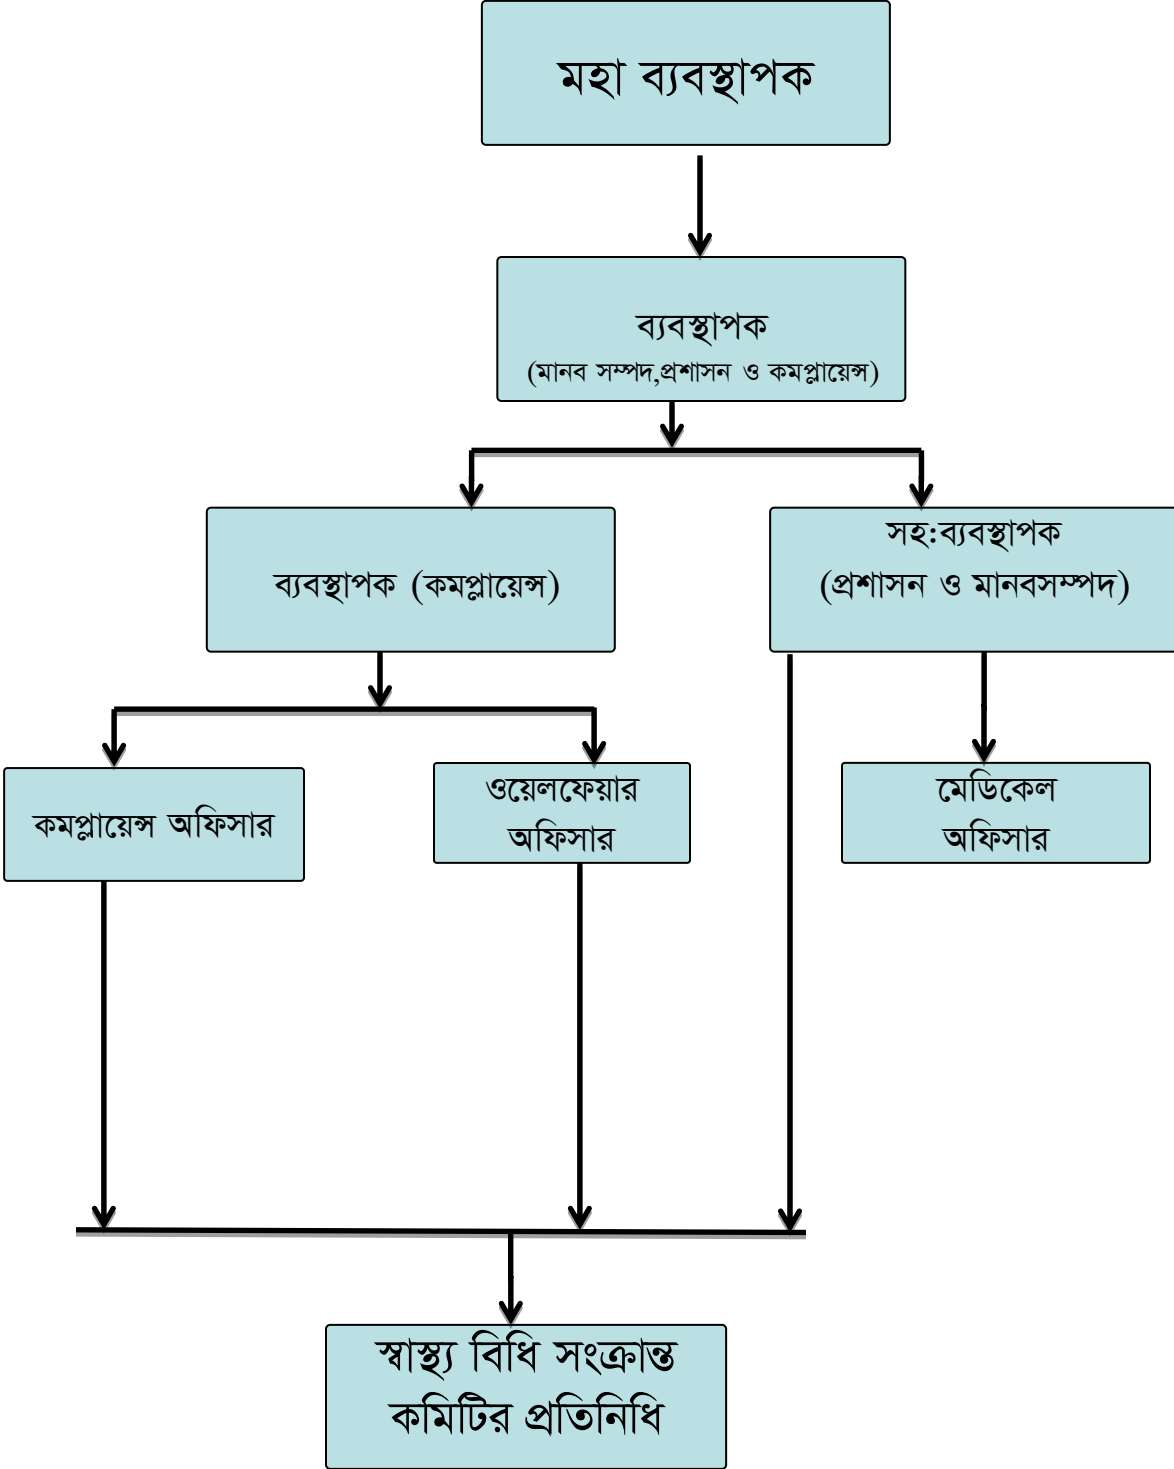 মহা ব্যবস্থাপক
ব্যবস্থাপক
(মানব সম্পদ,প্রশাসন ও কমপ্লায়েন্স)
ব্যবস্থাপক (কমপ্লায়েন্স)
সহ:ব্যবস্থাপক
(প্রশাসন ও মানবসম্পদ)
কমপ্লায়েন্স অফিসার
ওয়েলফেয়ার
অফিসার
মেডিকেল
অফিসার
স্বাস্থ্য বিধি সংক্রান্ত
কমিটির প্রতিনিধি